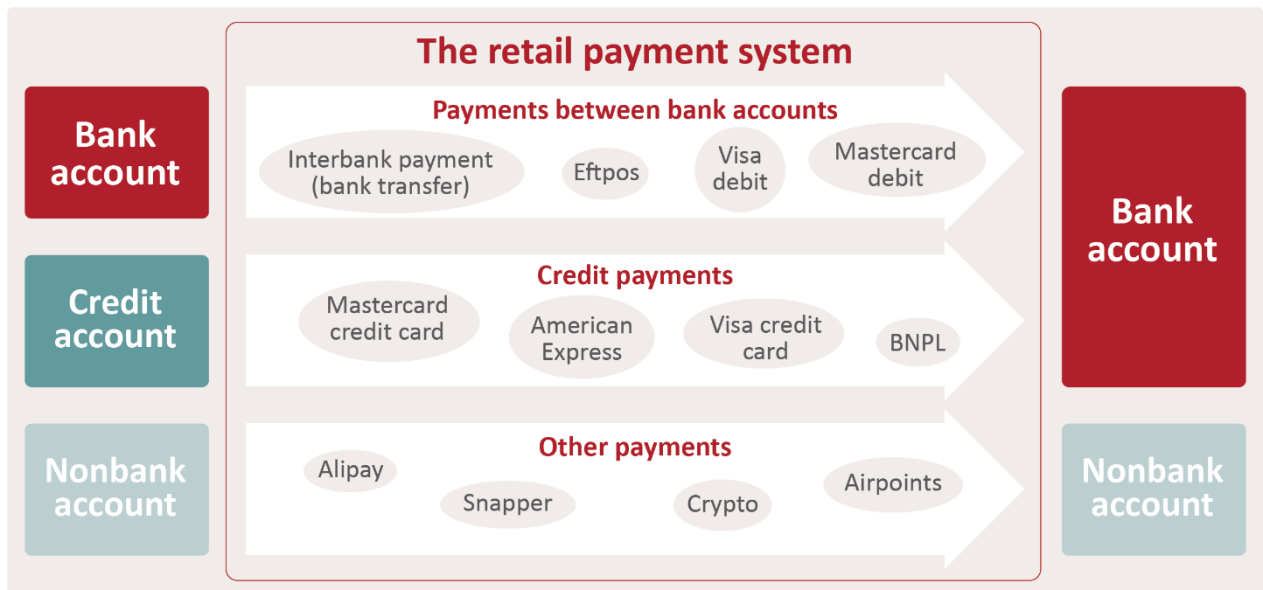 The retail payment system
Bank
account
Payments between bank accounts
Interbank payment
(bank transfer)
Eftpos
Visa
debit
Mastercard
debit
Bank
account
Credit
account
Credit payments
Mastercard
credit card
American
Express
Visa credit
card
BNPL
Nonbank
account
Other payments
Alipay
Snapper
Crypto
Airpoints
Nonbank
account